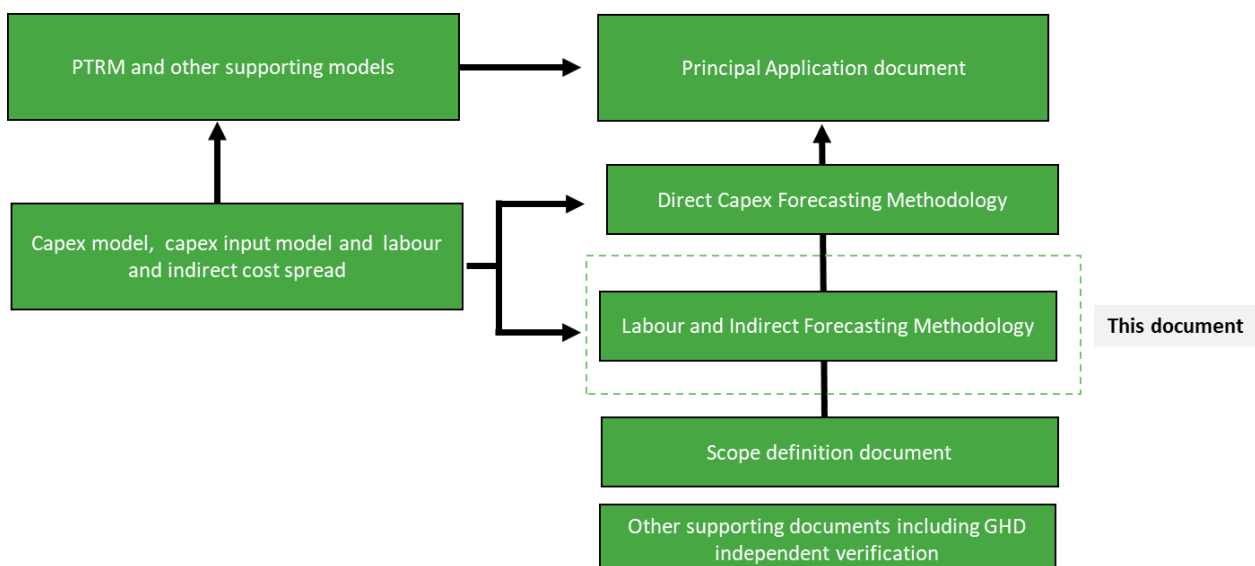 PTRM and other supporting models
Principal Application document
Direct Capex Forecasting Methodology
Capex model, capex input model and labour
and indirect cost spread
Labour and Indirect Forecasting Methodology
This document
Scope definition document
Other supporting documents including GHD
independent verification